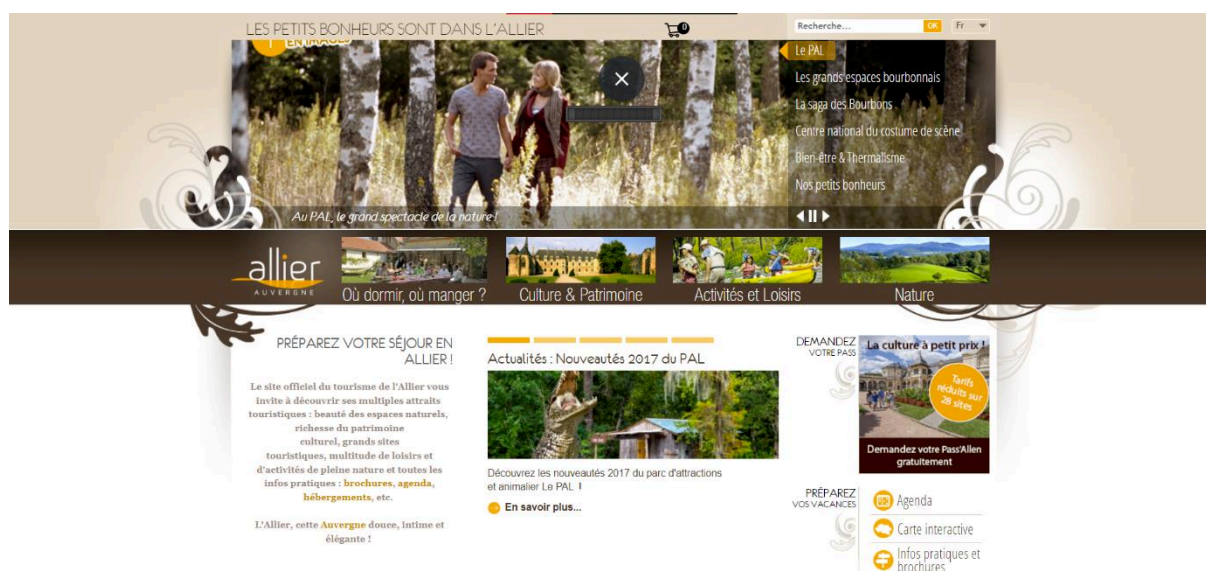 LES PETITS BONHEURS SONT DANS L'ALLIER
0
Recherche...
OK
Fr
EN IMAGES
Le PAL
Les grands espaces bourbonnais
La saga des Bourbons
Centre national du costume de scène
Bien-être & Thermalisme
Nos petits bonheurs
Au PAL, le grand spectacle de la nature !
allier
AUVERGNE
Où dormir, où manger ?
Culture & Patrimoine
Activités et Loisirs
Nature
PRÉPAREZ VOTRE SÉJOUR EN
ALLIER !
Le site officiel du tourisme de l'Allier vous
invite à découvrir ses multiples attraits
touristiques : beauté des espaces naturels,
richesse du patrimoine
culturel, grands sites
touristiques, multitude de loisirs et
d'activités de pleine nature et toutes les
infos pratiques : brochures, agenda,
hébergements, etc.
L'Allier, cette Auvergne douce, intime et
élégante !
Actualités : Nouveautés 2017 du PAL
Découvrez les nouveautés 2017 du parc d'attractions
et animalier Le PAL !
En savoir plus...
DEMANDEZ
VOTRE PASS
La culture à petit prix !
Tarifs
réduits sur
28 sites
Demandez votre Pass'Allen
gratuitement
PRÉPAREZ
VOS VACANCES
Agenda
Carte interactive
Infos pratiques et
brochures